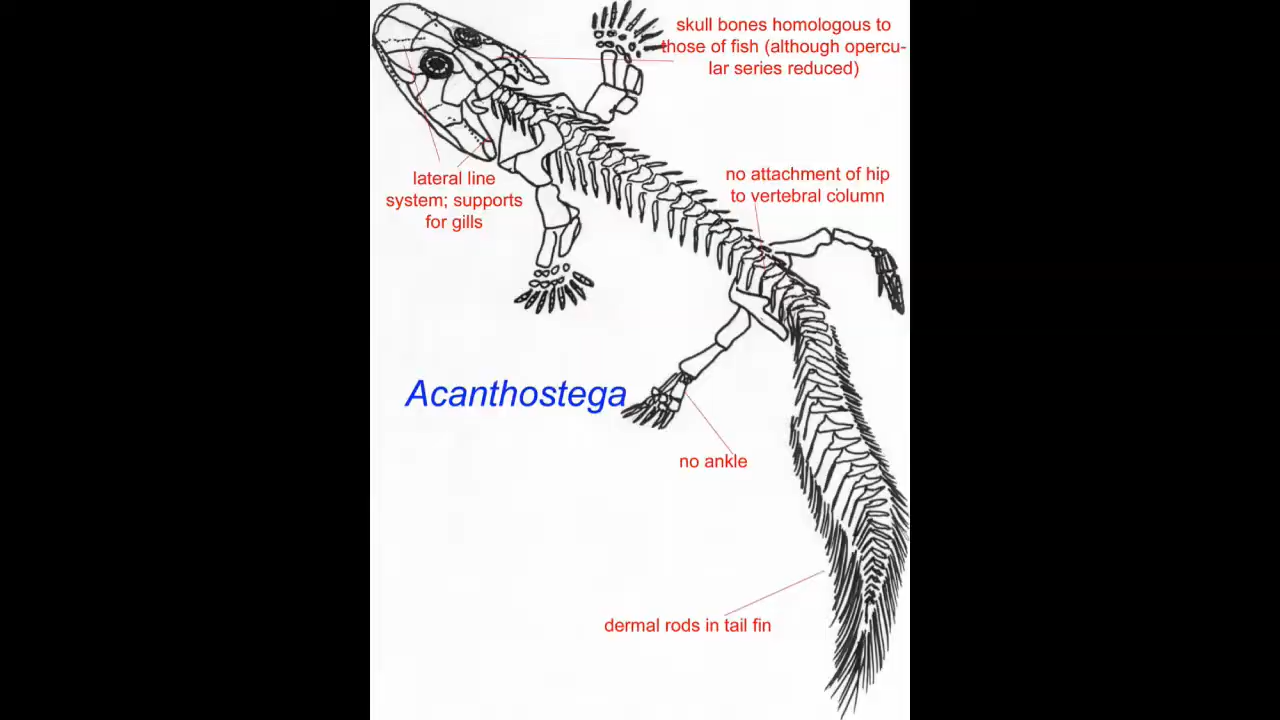 skull bones homologous to
those of fish (although opercu-
lar series reduced)
no attachment of hip
to vertebral column
lateral line
system; supports
for gills
Acanthostega
no ankle
dermal rods in tail fin